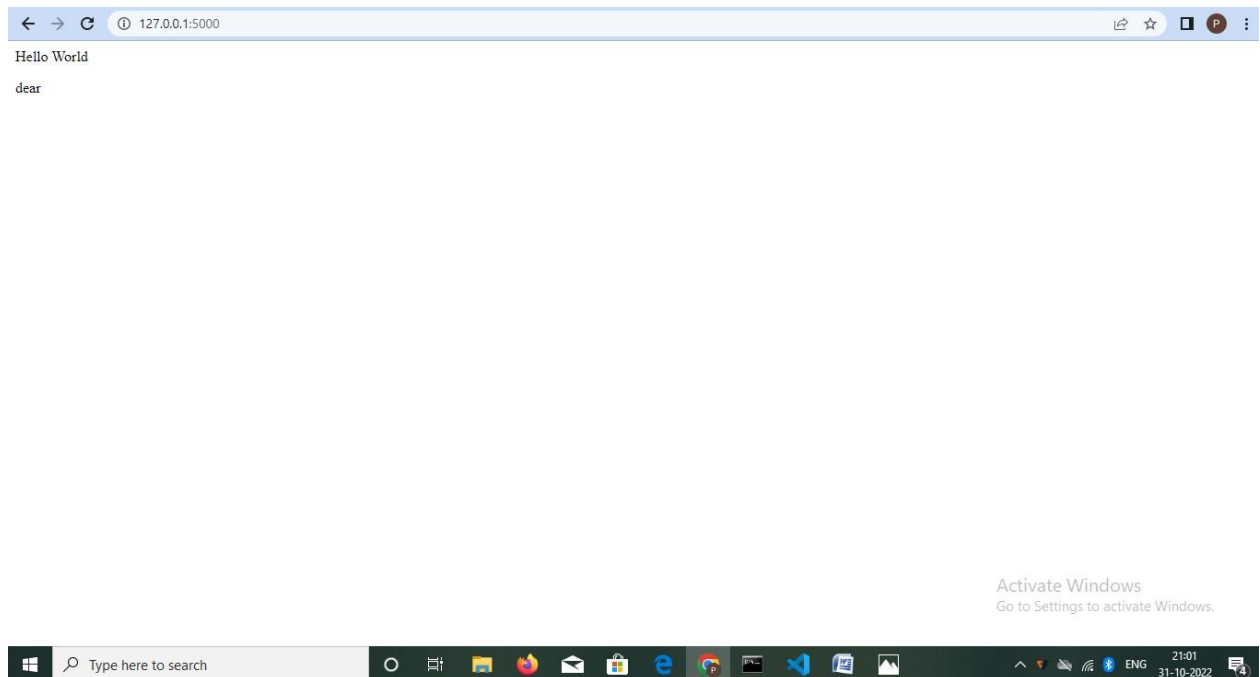 127.0.0.1:5000
P
Hello World
dear
Activate Windows
Go to Settings to activate Windows.
Type here to search
ENG
21:01
31-10-2022
4